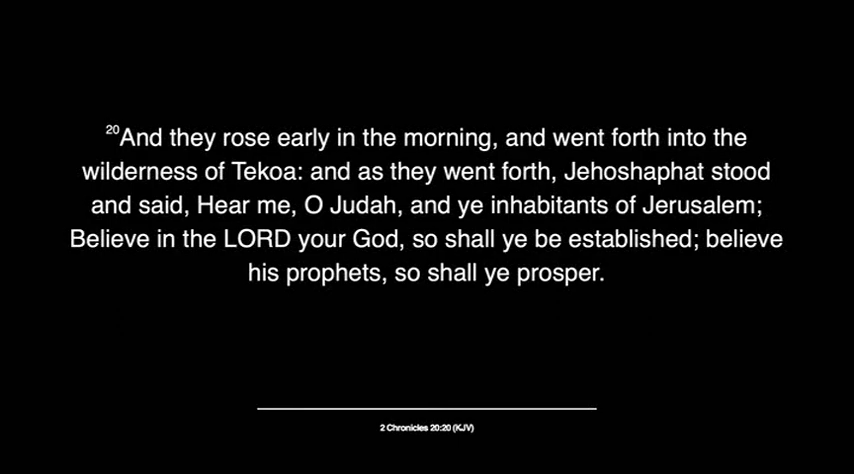 20And they rose early in the morning, and went forth into the
wilderness of Tekoa: and as they went forth, Jehoshaphat stood
and said, Hear me, O Judah, and ye inhabitants of Jerusalem;
Believe in the LORD your God, so shall ye be established; believe
his prophets, so shall ye prosper.
2 Chronicles 20:20 (KJV)